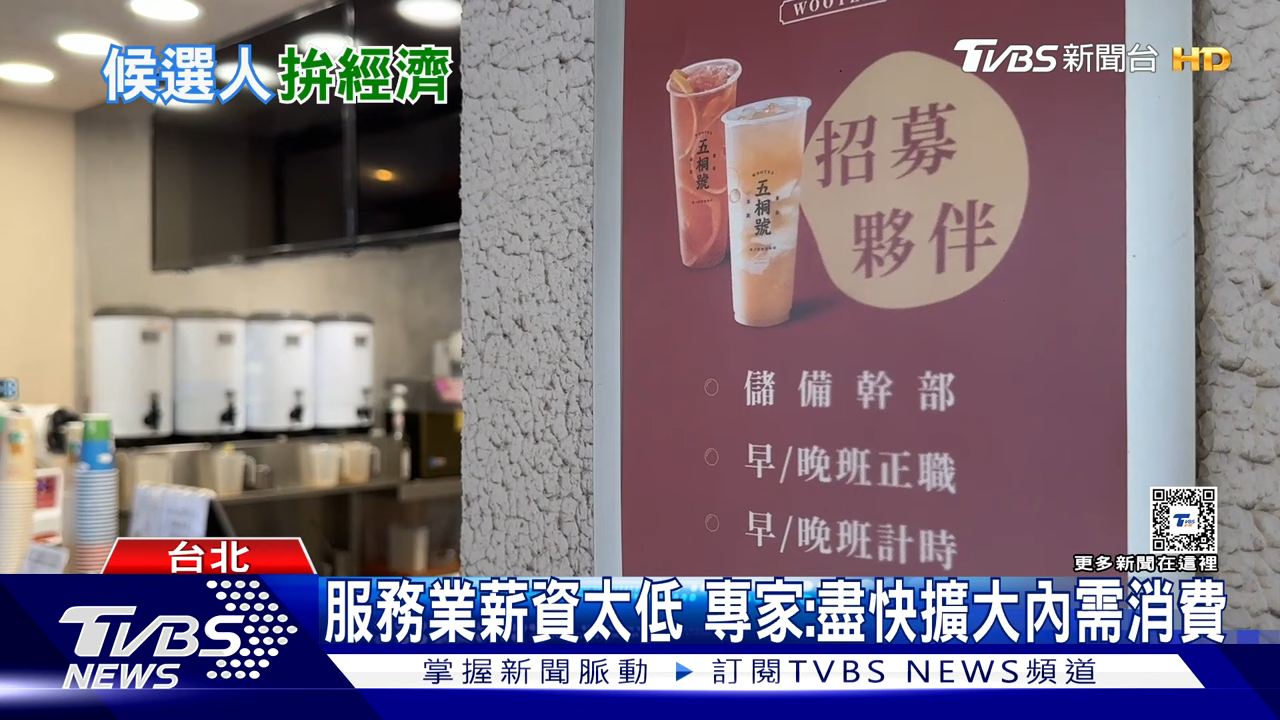 候選人拚經濟
TVBS新聞台 HD
招募
夥伴
五桐號
五桐號
儲備幹部
早/晚班正職
早/晚班計時
更多新聞在這裡
台北
服務業薪資太低 專家:盡快擴大內需消費
TVBS NEWS
掌握新聞脈動 ▶ 訂閱TVBS NEWS頻道